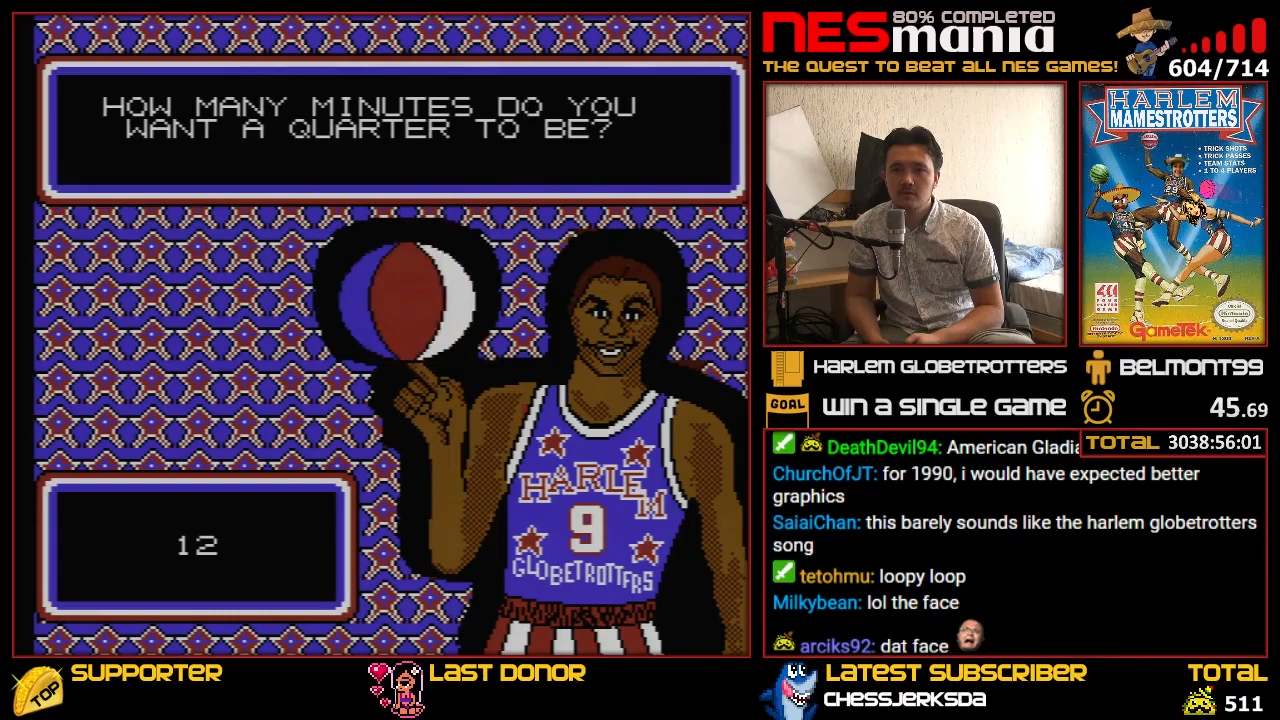 HOW MANY MINUTES DO YOU
WANT A QUARTER TO BE?
12
HARLEM
9
GLOBETROTTERS
NESmania
80% COMPLETED
THE QUEST TO BEAT ALL NES GAMES!
604/714
HARLEM
MAMESTROTTERS
• TRICK SHOTS
• TRICK PASSES
• TEAM STATS
• 1 TO 4 PLAYERS
GameTek
HARLEM GLOBETROTTERS
BELMONT99
GOAL
WIN A SINGLE GAME
45.69
DeathDevil94: American Gladia
TOTAL 3038:56:01
ChurchOfJT: for 1990, i would have expected better
graphics
SaiaiChan: this barely sounds like the harlem globetrotters
song
tetohmu: loopy loop
Milkybean: lol the face
arciks92: dat face
TOP
SUPPORTER
LAST DONOR
LATEST SUBSCRIBER
CHESSJERKSDA
TOTAL
511